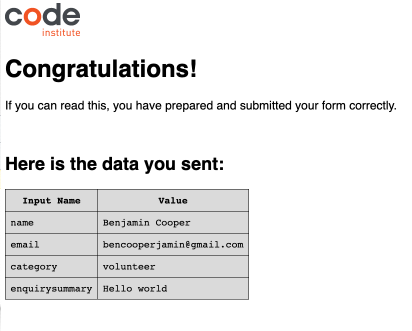 code
institute
Congratulations!
If you can read this, you have prepared and submitted your form correctly.
Here is the data you sent:
Input Name Value
name Benjamin Cooper
email bencooperjamin@gmail.com
category volunteer
enquirysummary Hello world